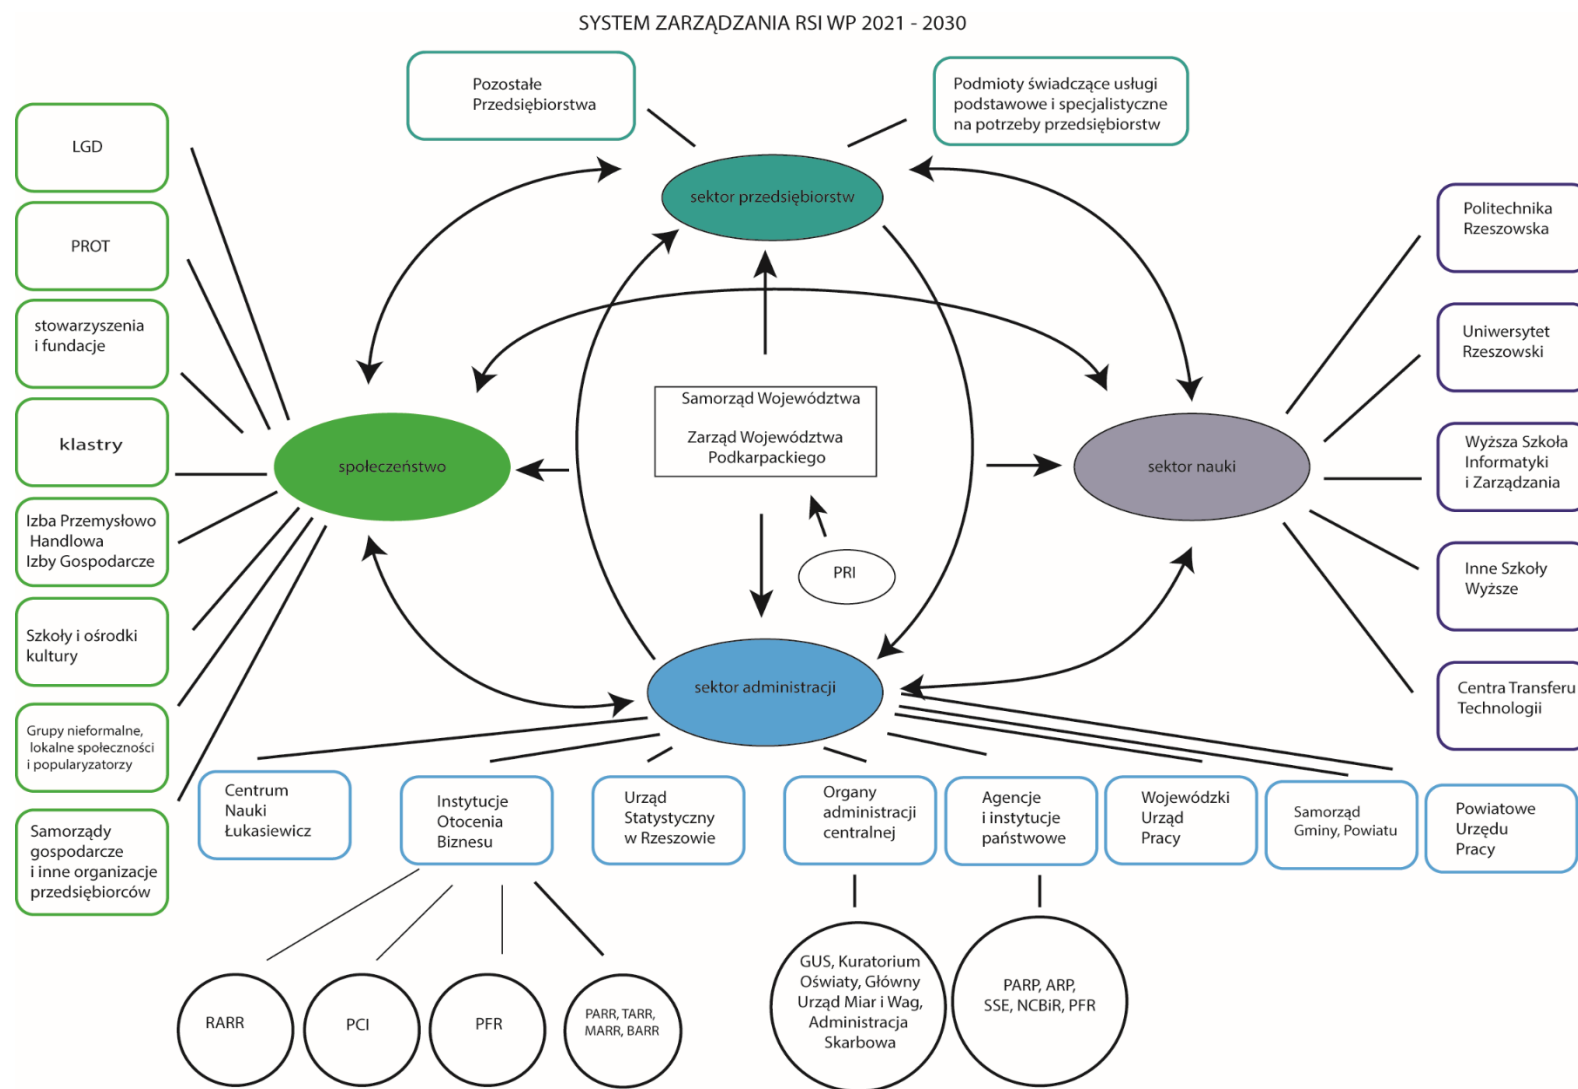 SYSTEM ZARZĄDZANIA RSI WP 2021 - 2030
Pozostałe
Przedsiębiorstwa
Podmioty świadczące usługi
podstawowe i specjalistyczne
na potrzeby przedsiębiorstw
sektor przedsiębiorstw
LGD
PROT
stowarzyszenia
i fundacje
klastry
Izba Przemysłowo
Handlowa
Izby Gospodarcze
Szkoły i ośrodki
kultury
Grupy nieformalne,
lokalne społeczności
i popularyzatorzy
Samorządy
gospodarcze
i inne organizacje
przedsiębiorców
społeczeństwo
Samorząd Województwa
Zarząd Województwa
Podkarpackiego
PRI
sektor nauki
Politechnika
Rzeszowska
Uniwersytet
Rzeszowski
Wyższa Szkoła
Informatyki
i Zarządzania
Inne Szkoły
Wyższe
Centra Transferu
Technologii
sektor administracji
Centrum
Nauki
Łukasiewicz
Instytucje
Otocenia
Biznesu
Urząd
Statystyczny
w Rzeszowie
Organy
administracji
centralnej
Agencje
i instytucje
państwowe
Wojewódzki
Urząd
Pracy
Samorząd
Gminy, Powiatu
Powiatowe
Urzędu
Pracy
RARR
PCI
PFR
PARR, TARR,
MARR, BARR
GUS, Kuratorium
Oświaty, Główny
Urząd Miar i Wag,
Administracja
Skarbowa
PARP, ARP,
SSE, NCBiR, PFR